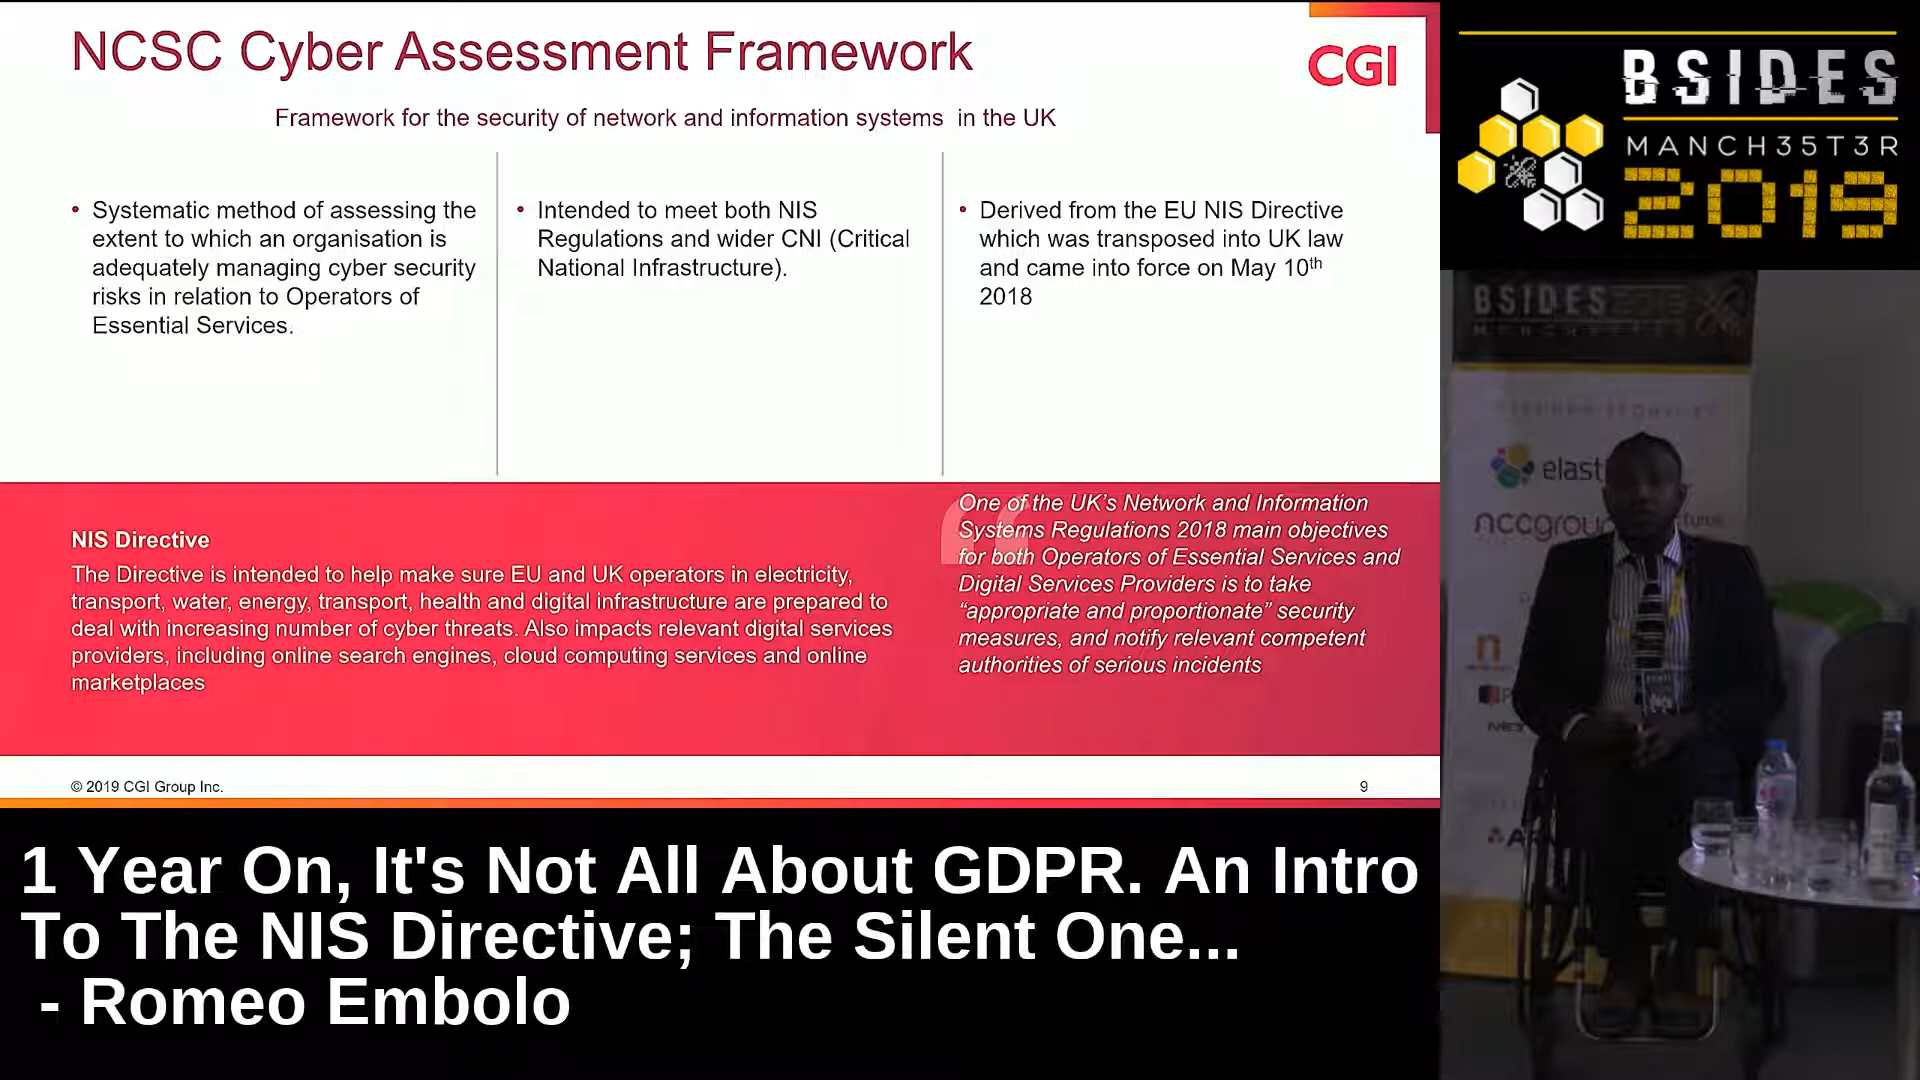 NCSC Cyber Assessment Framework
CGI
Framework for the security of network and information systems in the UK
• Systematic method of assessing the
extent to which an organisation is
adequately managing cyber security
risks in relation to Operators of
Essential Services.
• Intended to meet both NIS
Regulations and wider CNI (Critical
National Infrastructure).
• Derived from the EU NIS Directive
which was transposed into UK law
and came into force on May 10th
2018
NIS Directive
The Directive is intended to help make sure EU and UK operators in electricity,
transport, water, energy, transport, health and digital infrastructure are prepared to
deal with increasing number of cyber threats. Also impacts relevant digital services
providers, including online search engines, cloud computing services and online
marketplaces
One of the UK's Network and Information
Systems Regulations 2018 main objectives
for both Operators of Essential Services and
Digital Services Providers is to take
“appropriate and proportionate” security
measures, and notify relevant competent
authorities of serious incidents
© 2019 CGI Group Inc.
9
BSIDES
MANCH35T3R
2019
BSIDES
elast
nccgroup
1 Year On, It's Not All About GDPR. An Intro
To The NIS Directive; The Silent One...
- Romeo Embolo